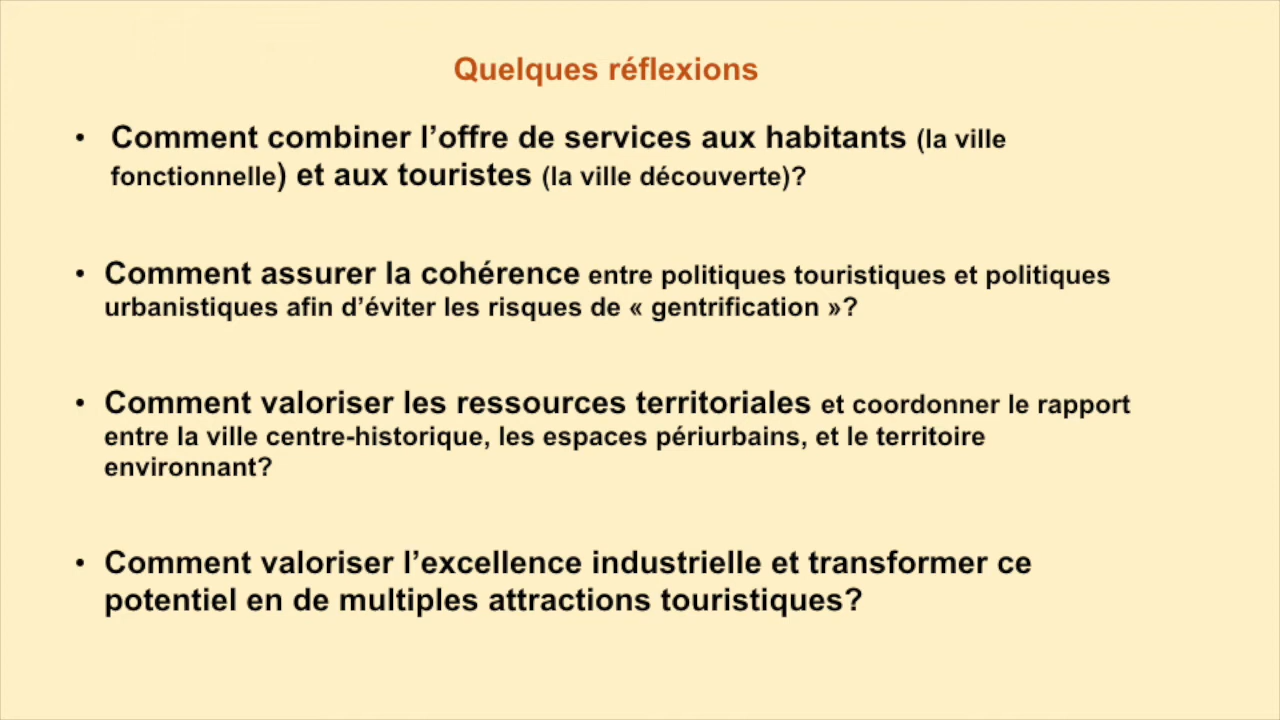 Quelques réflexions
• Comment combiner l’offre de services aux habitants (la ville
fonctionnelle) et aux touristes (la ville découverte)?
• Comment assurer la cohérence entre politiques touristiques et politiques
urbanistiques afin d’éviter les risques de « gentrification »?
• Comment valoriser les ressources territoriales et coordonner le rapport
entre la ville centre-historique, les espaces périurbains, et le territoire
environnant?
• Comment valoriser l’excellence industrielle et transformer ce
potentiel en de multiples attractions touristiques?